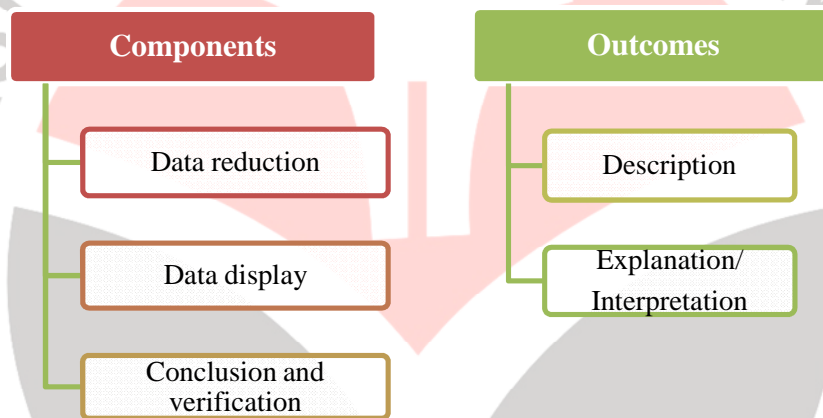 Components
Data reduction
Data display
Conclusion and
verification
Outcomes
Description
Explanation/
Interpretation